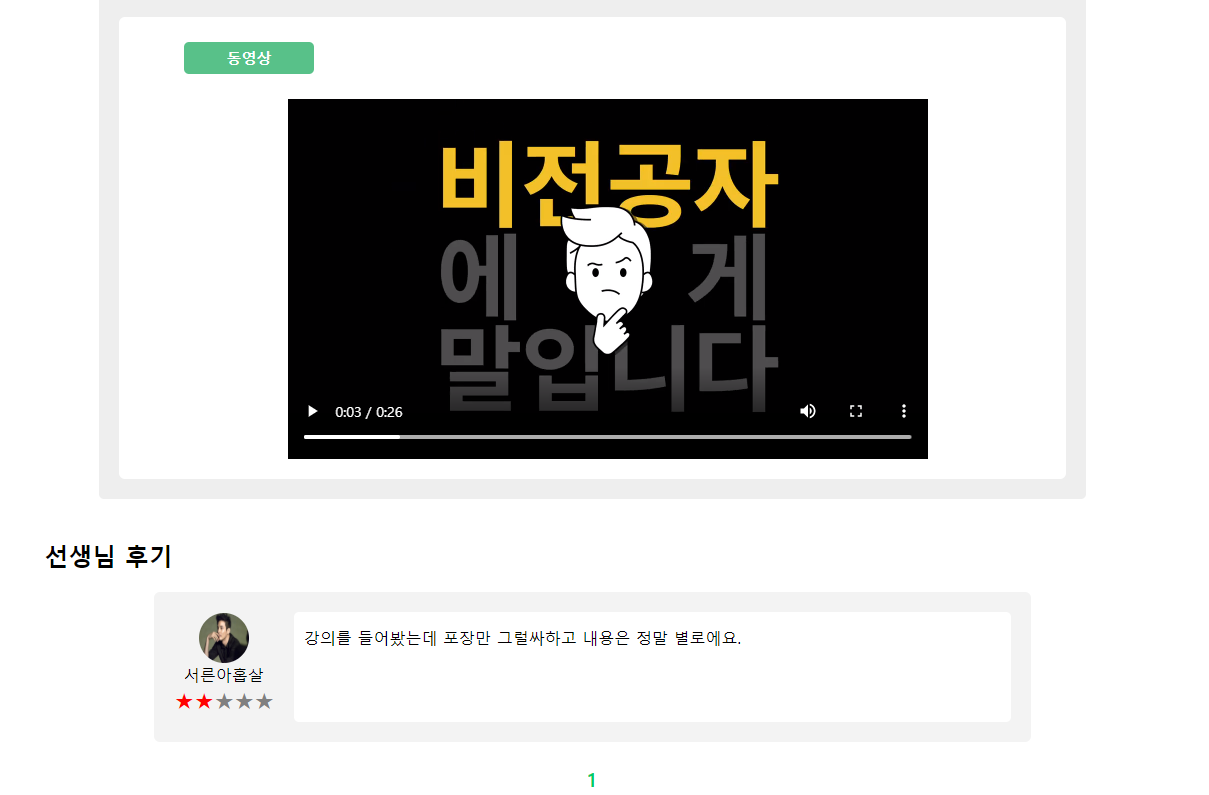 동영상
비전공자
에 게
말입니다
0:03 / 0:26
선생님 후기
강의를 들어봤는데 포장만 그럴싸하고 내용은 정말 별로에요.
서른아홉살
★★★★★
1